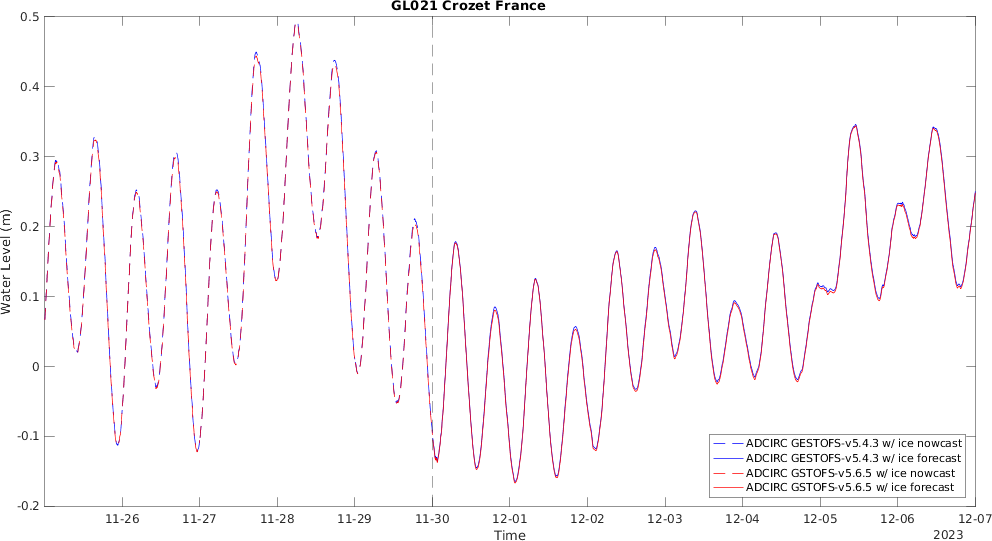 GL021 Crozet France
0.5
0.4
0.3
0.2
0.1
0
-0.1
-0.2
Water Level (m)
ADCIRC GESTOFS-v5.4.3 w/ ice nowcast
ADCIRC GESTOFS-v5.4.3 w/ ice forecast
ADCIRC GSTOFS-v5.6.5 w/ ice nowcast
ADCIRC GSTOFS-v5.6.5 w/ ice forecast
11-26 11-27 11-28 11-29 11-30 12-01 12-02 12-03 12-04 12-05 12-06 12-07
Time
2023